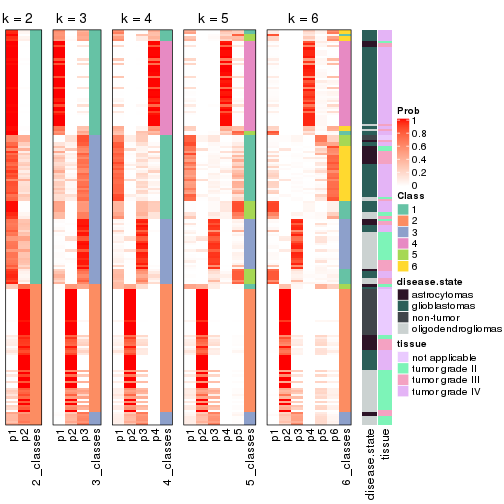 k = 2
k = 3
k = 4
k = 5
k = 6
p1
p2
2_classes
p1
p2
p3
3_classes
p1
p2
p3
p4
4_classes
p1
p2
p3
p4
p5
5_classes
p1
p2
p3
p4
p5
p6
6_classes
disease.state
tissue
Prob
1
0.8
0.6
0.4
0.2
0
Class
1
2
3
4
5
6
disease.state
astrocytomas
glioblastomas
non-tumor
oligodendrogliomas
tissue
not applicable
tumor grade II
tumor grade III
tumor grade IV